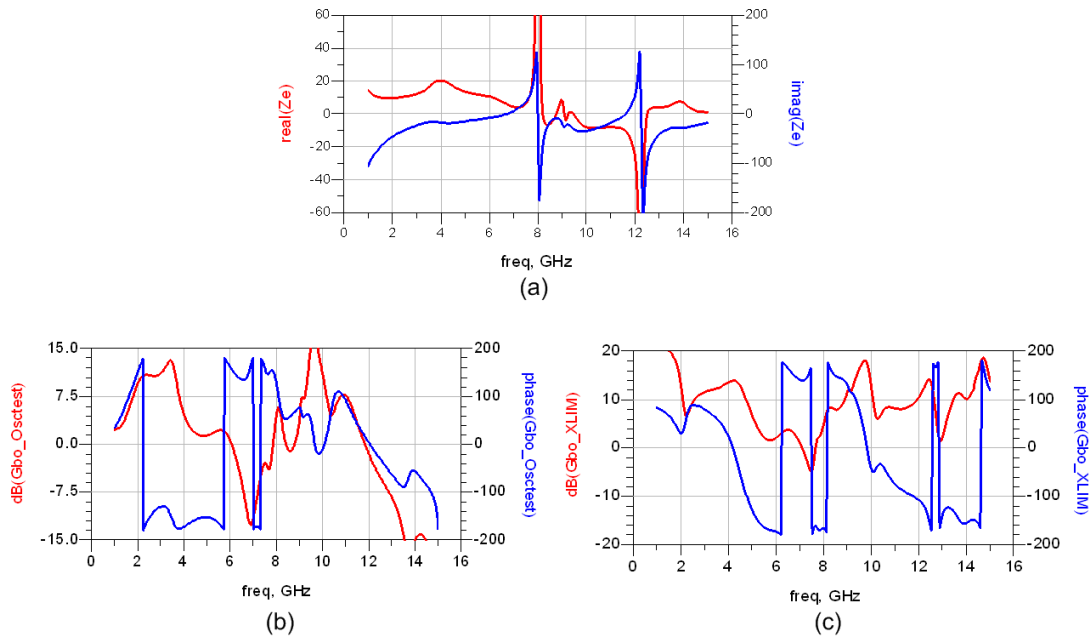 60
40
20
0
-20
-40
-60
200
100
0
-100
200
real(Ze)
imag(Ze)
0 2 4 6 8 10 12 14 16
freq, GHz
(a)
15.0
7.5
0.0
-7.5
-15.0
200
100
0
-100
-200
dB(Gbo_Osctest)
phase(Gbo_Osctest)
0 2 4 6 8 10 12 14 16
freq, GHz
(b)
20
10
0
-10
-20
200
100
0
-100
-200
dB(Gbo_XLIM)
phase(Gbo_XLIM)
0 2 4 6 8 10 12 14 16
freq, GHz
(c)